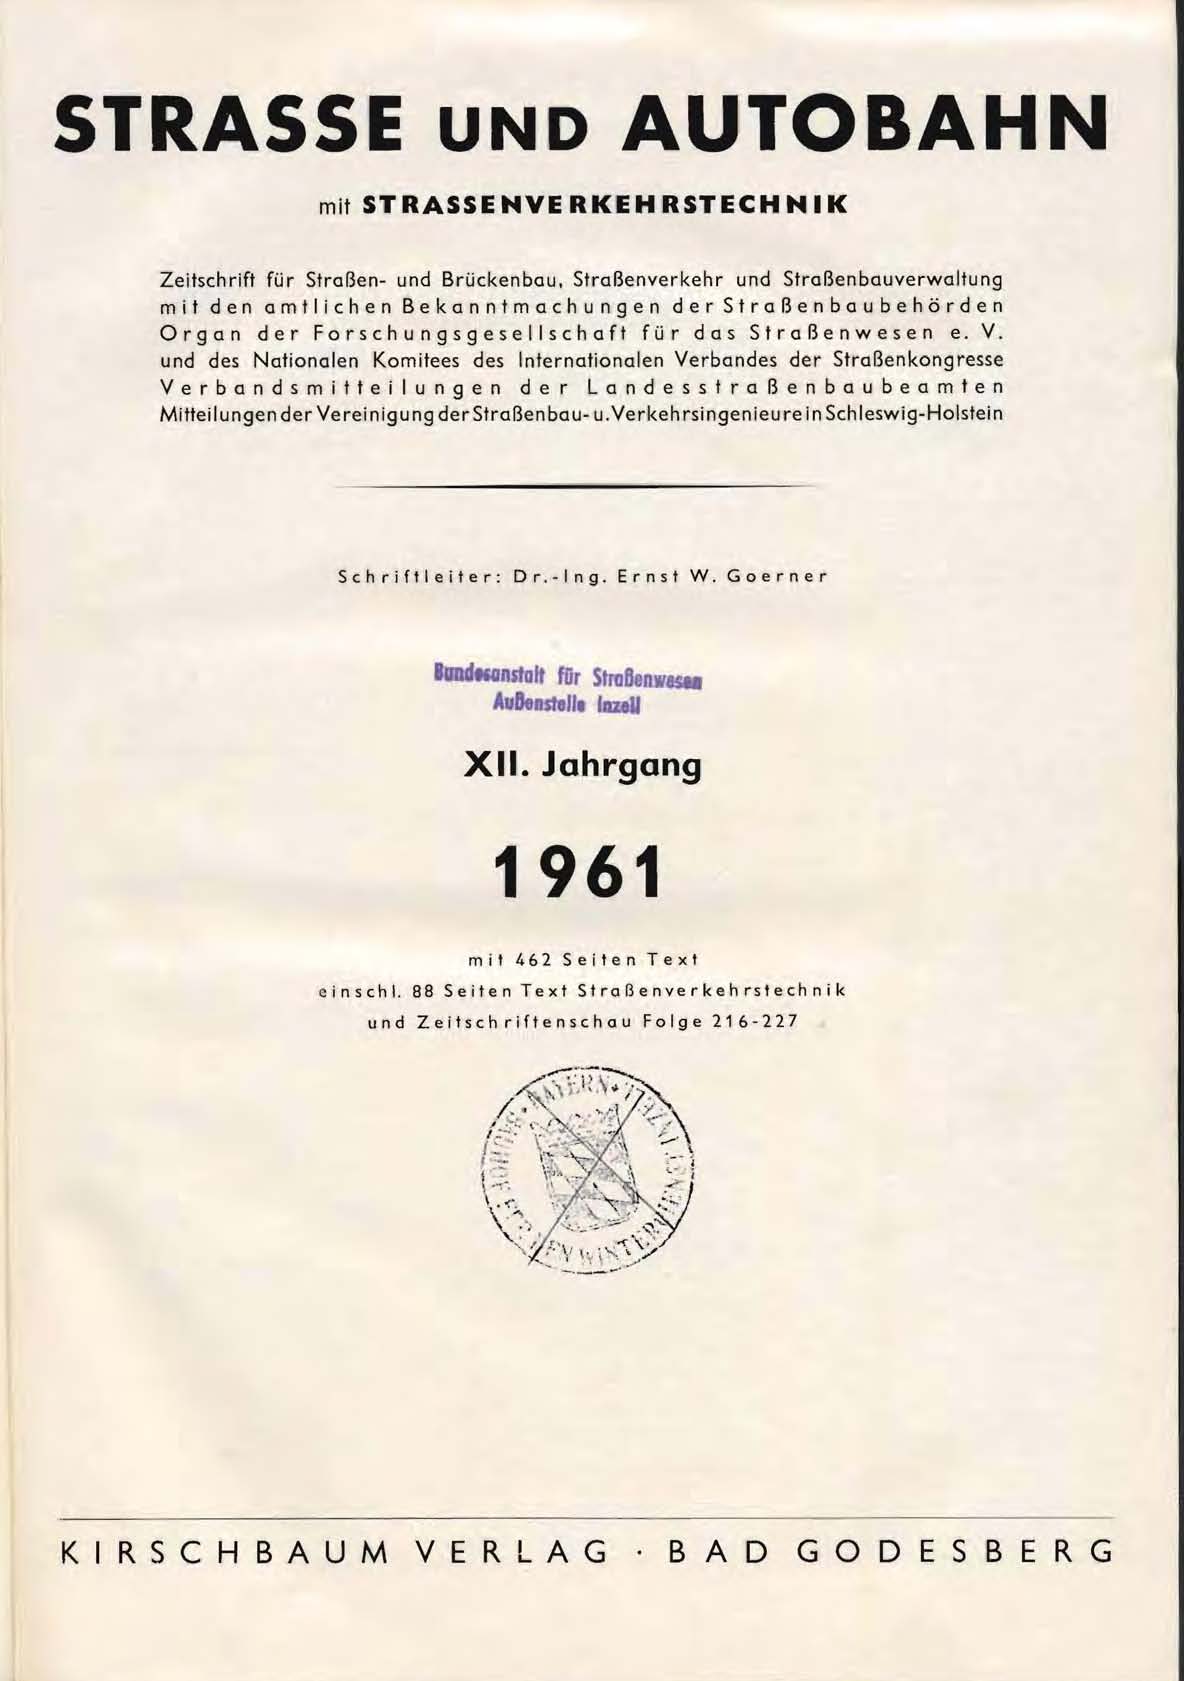 STRASSE UND AUTOBAHN
mit STRASSENVERKEHRSTECHNIK
Zeitschrift für Straßen- und Brückenbau, Straßenverkehr und Straßenbauverwaltung
mit den amtlichen Bekanntmachungen der Straßenbaubehörden
Organ der Forschungsgesellschaft für das Straßenwesen e. V.
und des Nationalen Komitees des Internationalen Verbandes der Straßenkongresse
Verbandsmitteilungen der Landesstraßenbaubeamten
Mitteilungen der Vereinigung der Straßenbau- u. Verkehrsingenieure in Schleswig-Holstein
Schriftleiter: Dr.-Ing. Ernst W. Goerner
Bundesanstalt für Straßenwesen
Außenstelle Inzell
XII. Jahrgang
1961
mit 462 Seiten Text
einschl. 88 Seiten Text Straßenverkehrstechnik
und Zeitschriftenschau Folge 216-227
BAYERN
INZELL
KIRSCHBAUM VERLAG · BAD GODESBERG